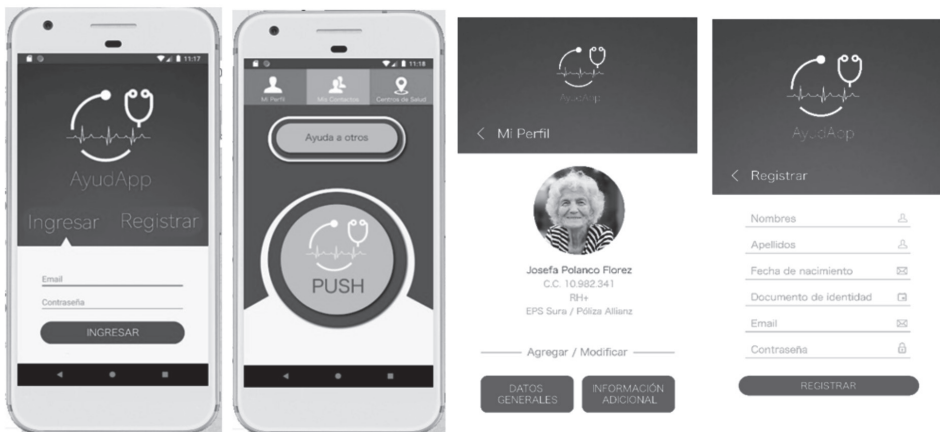 11:17
AyudApp
Ingresar Registrar
Email
Contraseña
INGRESAR
11:18
Mi Perfil Mis Contactos Centros de Salud
Ayuda a otros
PUSH
AyudApp
< Mi Perfil
Josefa Polanco Florez
C.C. 10.982.341
RH+
EPS Sura / Póliza Allianz
Agregar / Modificar
DATOS
GENERALES
INFORMACIÓN
ADICIONAL
AyudApp
< Registrar
Nombres
Apellidos
Fecha de nacimiento
Documento de identidad
Email
Contraseña
REGISTRAR